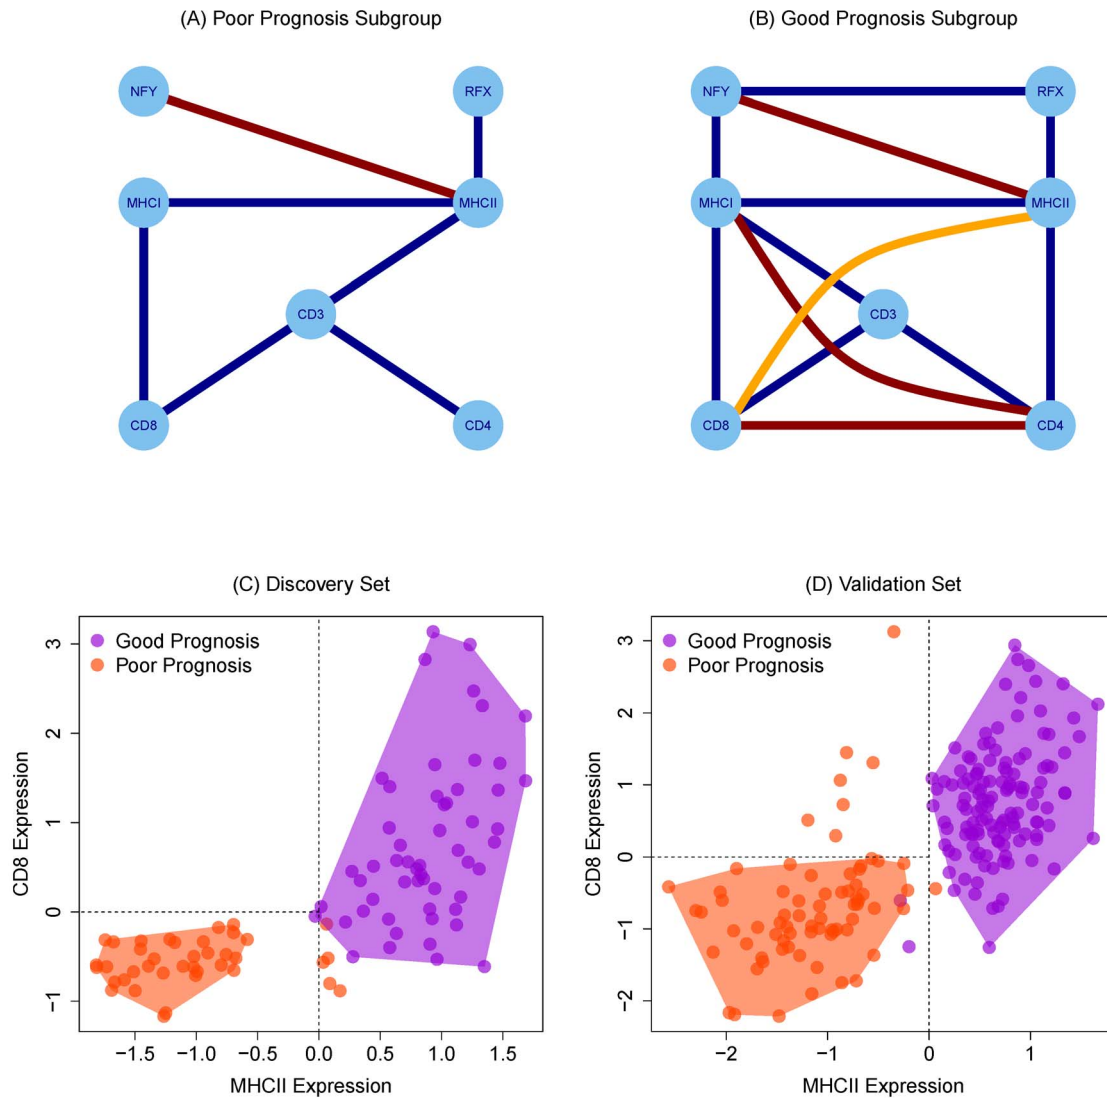 (A) Poor Prognosis Subgroup
NFY
RFX
MHCI
MHCII
CD3
CD8
CD4
(B) Good Prognosis Subgroup
NFY
RFX
MHCI
MHCII
CD3
CD8
CD4
(C) Discovery Set
Good Prognosis
Poor Prognosis
CD8 Expression
3
2
1
0
−1
−1.5
−1.0
−0.5
0.0
0.5
1.0
1.5
MHCII Expression
(D) Validation Set
Good Prognosis
Poor Prognosis
CD8 Expression
3
2
1
0
−1
−2
−2
−1
0
1
MHCII Expression